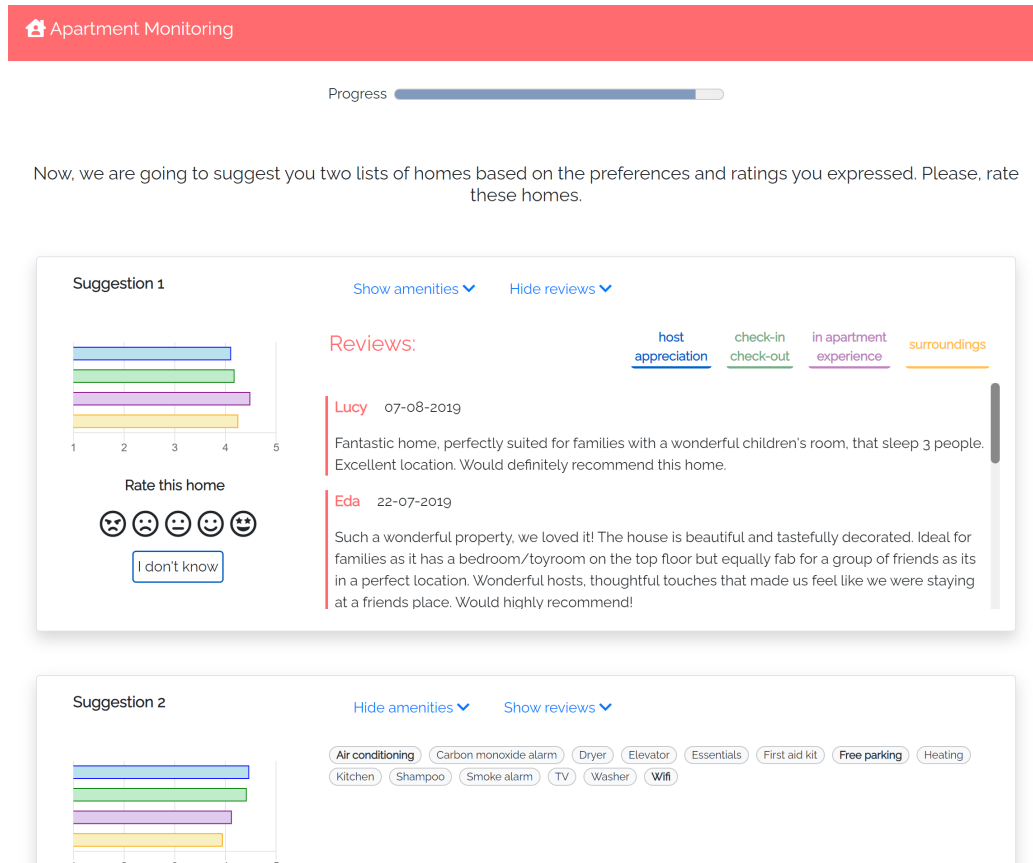 Apartment Monitoring
Progress
Now, we are going to suggest you two lists of homes based on the preferences and ratings you expressed. Please, rate
these homes.
Suggestion 1
Show amenities
Hide reviews
1 2 3 4 5
Rate this home
I don't know
Reviews:
host
appreciation
check-in
check-out
in apartment
experience
surroundings
Lucy 07-08-2019
Fantastic home, perfectly suited for families with a wonderful children's room, that sleep 3 people.
Excellent location. Would definitely recommend this home.
Eda 22-07-2019
Such a wonderful property, we loved it! The house is beautiful and tastefully decorated. Ideal for
families as it has a bedroom/toyroom on the top floor but equally fab for a group of friends as its
in a perfect location. Wonderful hosts, thoughtful touches that made us feel like we were staying
at a friends place. Would highly recommend!
Suggestion 2
Hide amenities
Show reviews
Air conditioning Carbon monoxide alarm Dryer Elevator Essentials First aid kit Free parking Heating
Kitchen Shampoo Smoke alarm TV Washer Wifi